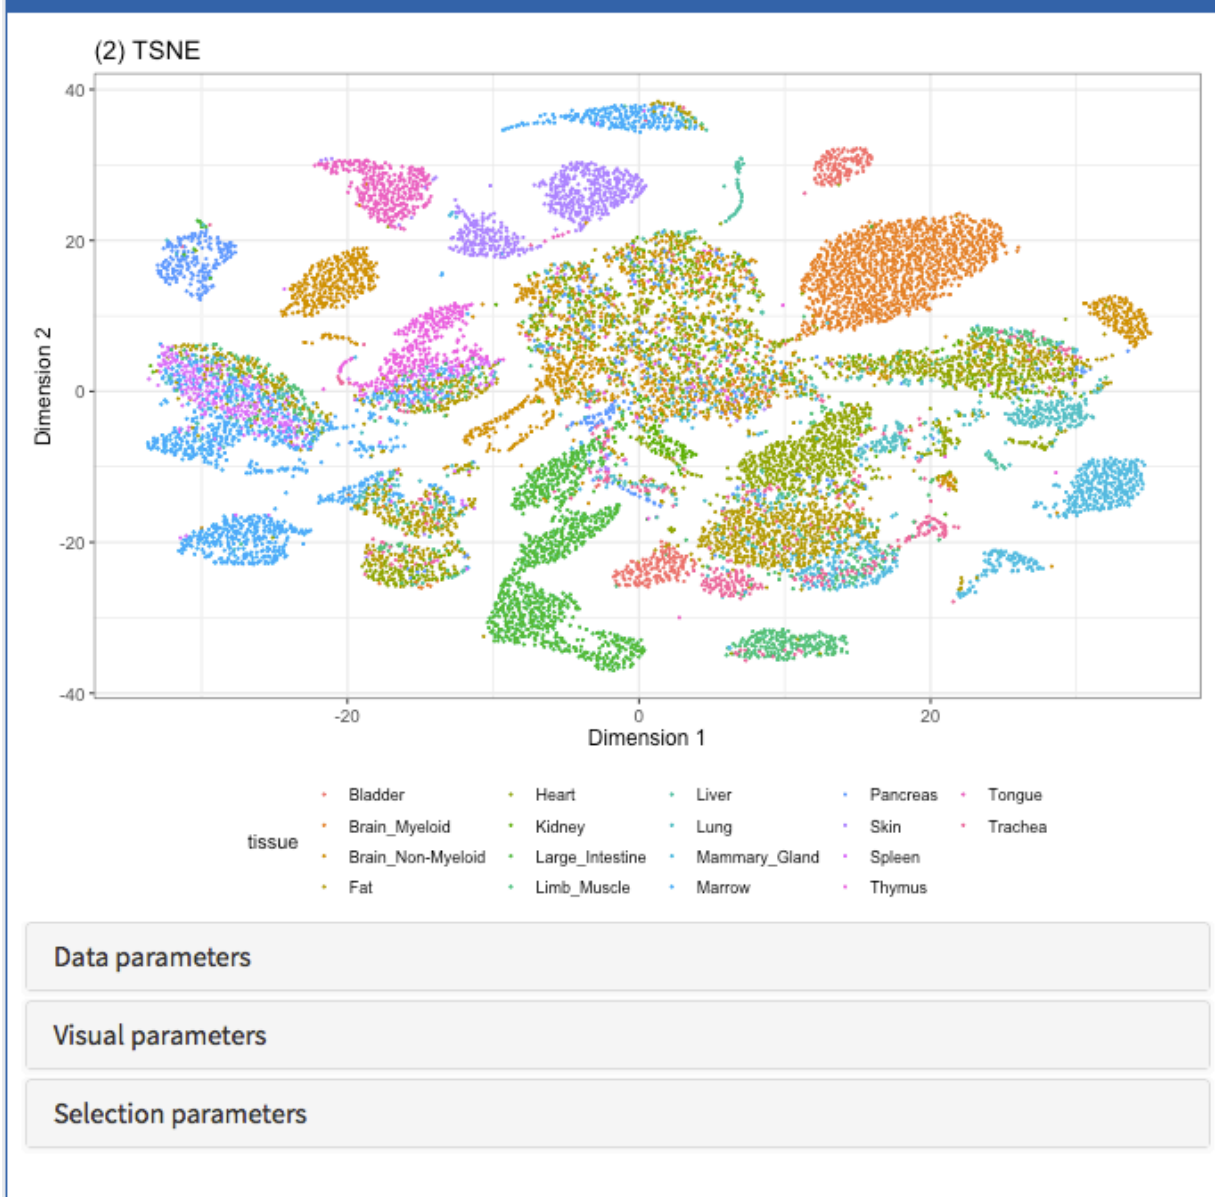 (2) TSNE
40
20
0
-20
-40
Dimension 2
-20 0 20
Dimension 1
tissue
Bladder Heart Liver Pancreas Tongue
Brain_Myeloid Kidney Lung Skin Trachea
Brain_Non-Myeloid Large_Intestine Mammary_Gland Spleen
Fat Limb_Muscle Marrow Thymus
Data parameters
Visual parameters
Selection parameters